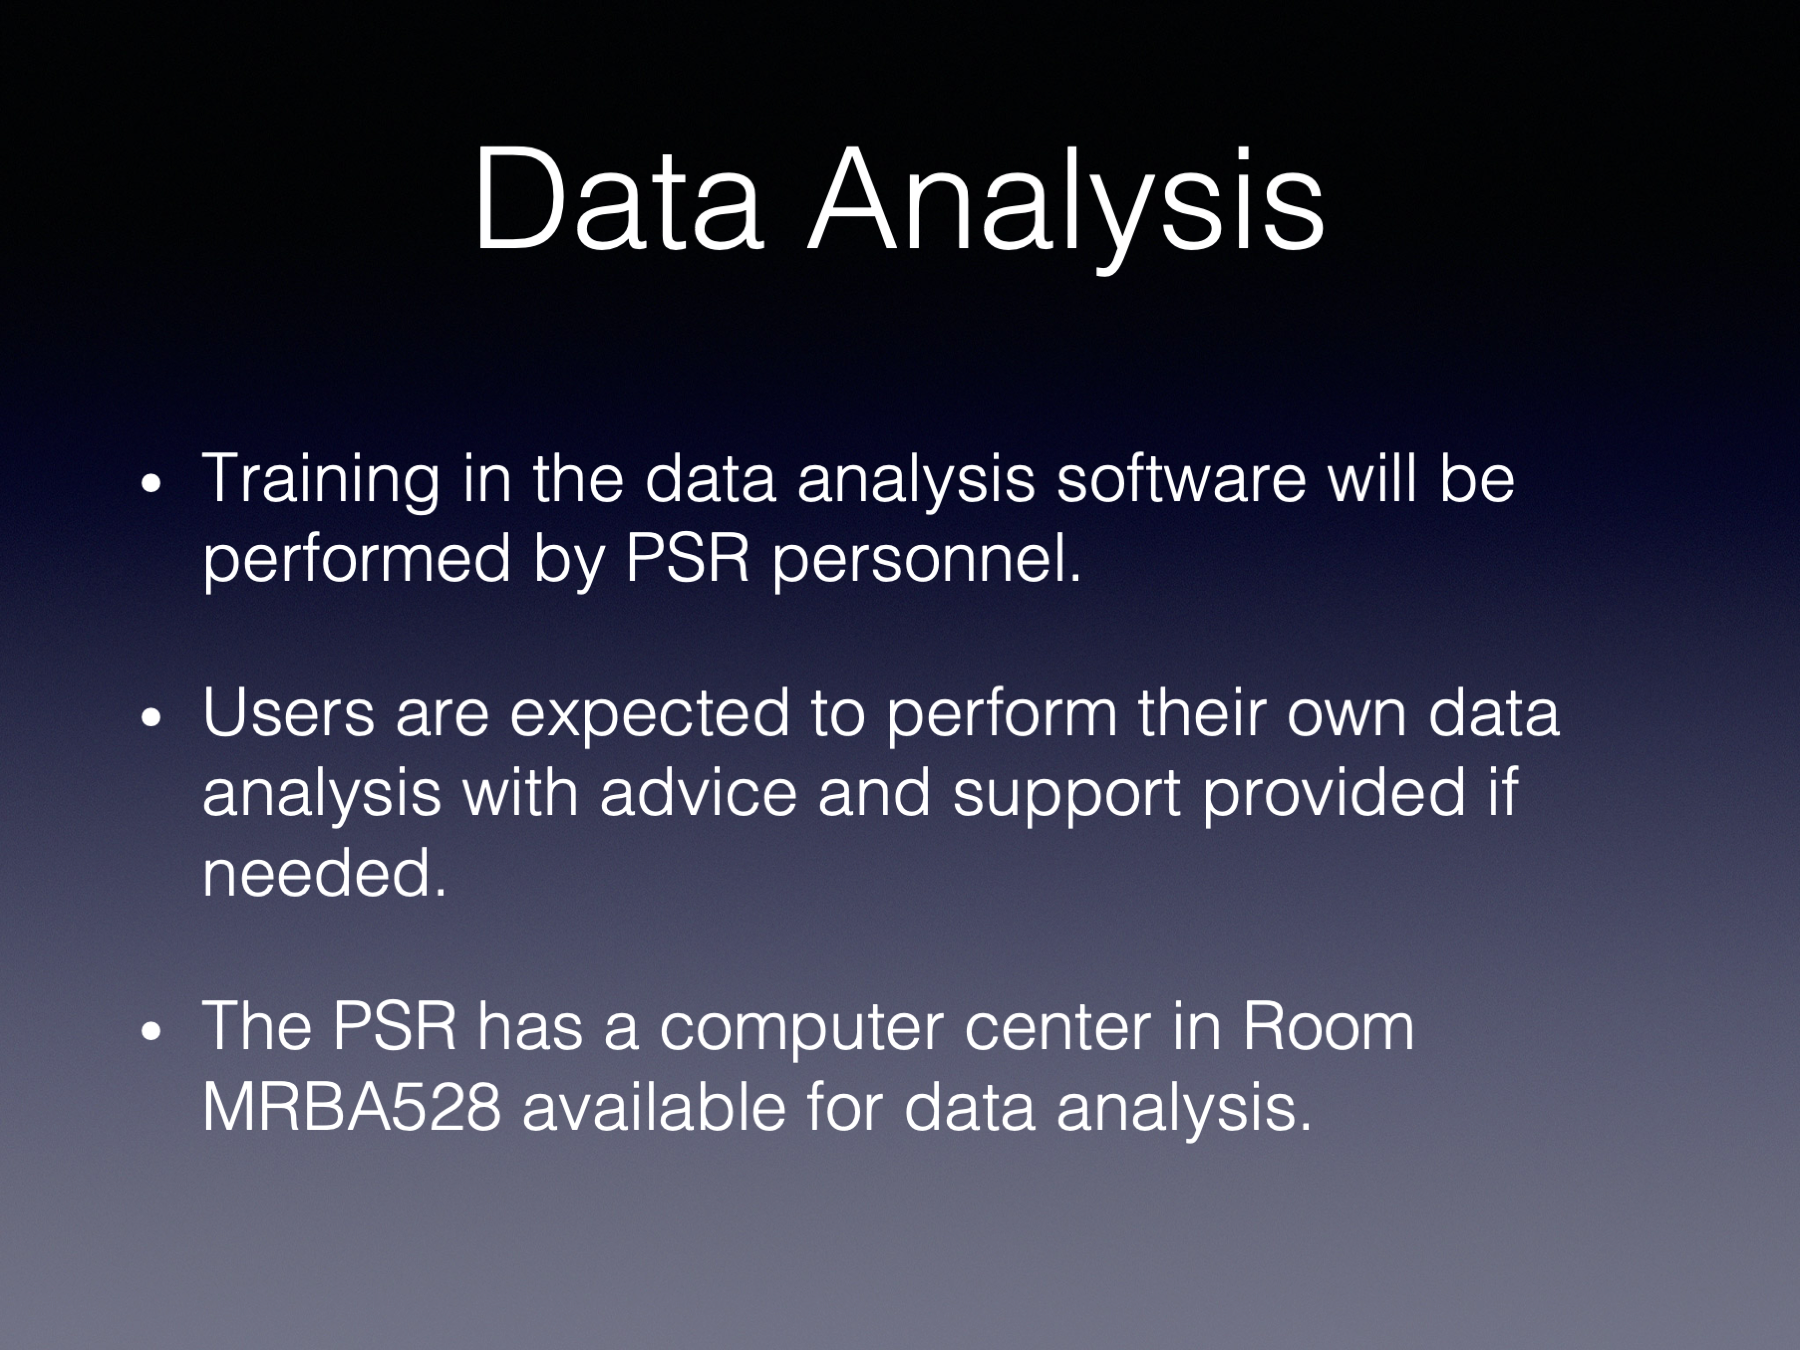 Data Analysis
• Training in the data analysis software will be
performed by PSR personnel.
• Users are expected to perform their own data
analysis with advice and support provided if
needed.
• The PSR has a computer center in Room
MRBA528 available for data analysis.